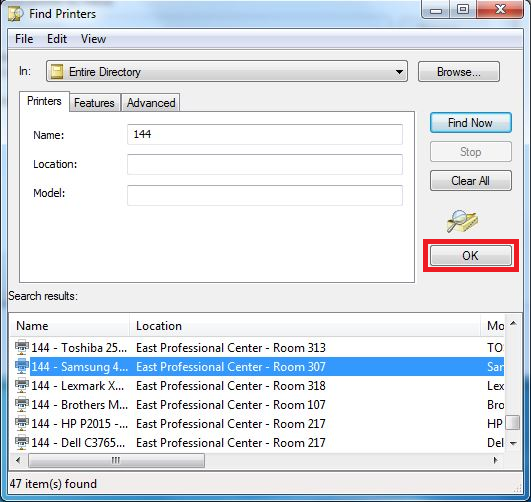 Find Printers
File Edit View
In: Entire Directory Browse...
Printers Features Advanced
Find Now
Name: 144
Stop
Location:
Clear All
Model:
OK
Search results:
Name Location Mo
144 - Toshiba 25... East Professional Center - Room 313 TO
144 - Samsung 4... East Professional Center - Room 307 San
144 - Lexmark X... East Professional Center - Room 318 Lex
144 - Brothers M... East Professional Center - Room 107 Bro
144 - HP P2015 -... East Professional Center - Room 217 HP
144 - Dell C3765... East Professional Center - Room 217 Del
47 item(s) found